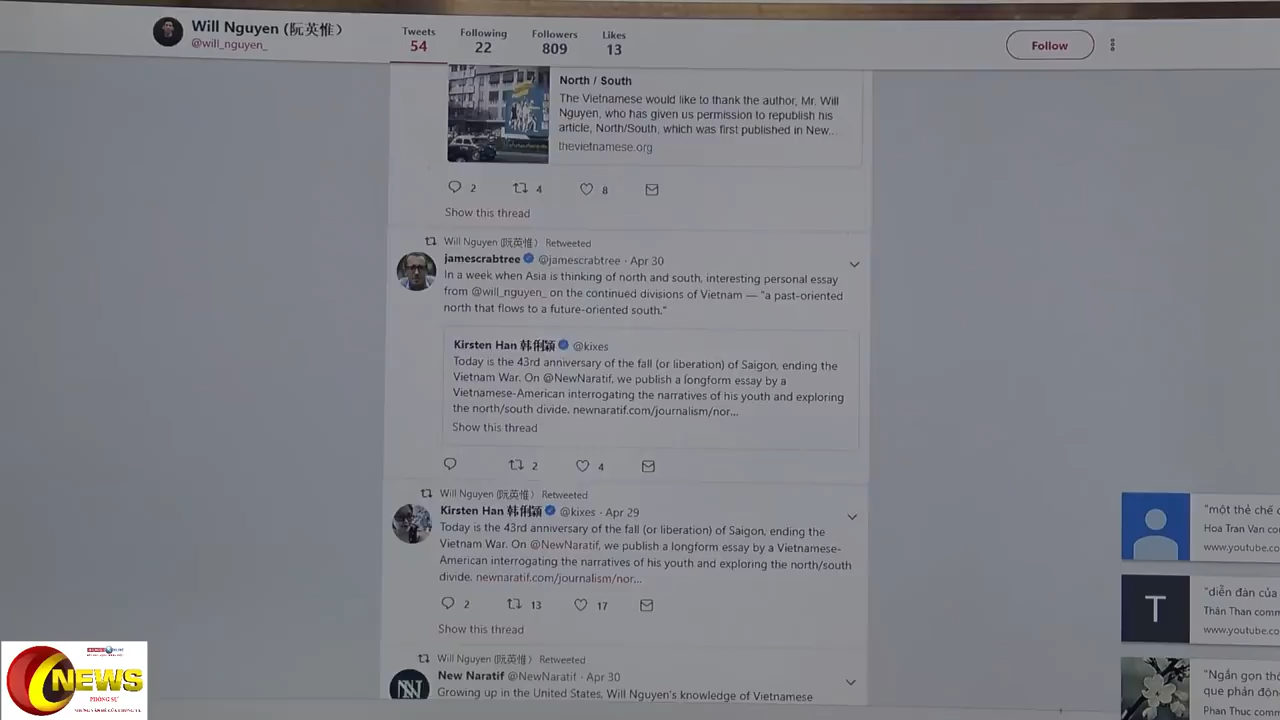 Will Nguyen (阮英惟)
@will_nguyen_
Tweets
54
Following
22
Followers
809
Likes
13
Follow
North / South
The Vietnamese would like to thank the author, Mr. Will
Nguyen, who has given us permission to republish his
article, North/South, which was first published in New...
thevietnamese.org
2
4
8
Show this thread
Will Nguyen (阮英惟) Retweeted
jamescrabtree @jamescrabtree · Apr 30
In a week when Asia is thinking of north and south, interesting personal essay
from @will_nguyen_ on the continued divisions of Vietnam — "a past-oriented
north that flows to a future-oriented south."
Kirsten Han 韩俐颖 @kixes
Today is the 43rd anniversary of the fall (or liberation) of Saigon, ending the
Vietnam War. On @NewNaratif, we publish a longform essay by a
Vietnamese-American interrogating the narratives of his youth and exploring
the north/south divide. newnaratif.com/journalism/nor...
Show this thread
2
4
Will Nguyen (阮英惟) Retweeted
Kirsten Han 韩俐颖 @kixes · Apr 29
Today is the 43rd anniversary of the fall (or liberation) of Saigon, ending the
Vietnam War. On @NewNaratif, we publish a longform essay by a Vietnamese-
American interrogating the narratives of his youth and exploring the north/south
divide. newnaratif.com/journalism/nor...
2
13
17
Show this thread
Will Nguyen (阮英惟) Retweeted
New Naratif @NewNaratif · Apr 30
Growing up in the United States, Will Nguyen's knowledge of Vietnamese
"một thể chế
Hoa Tran Van co
www.youtube.co
T
"diễn đàn của
Thân Than comm
www.youtube.co
"Ngắn gọn th
que phản độn
Phan Thuc comm
NEWS
PHÓNG SỰ